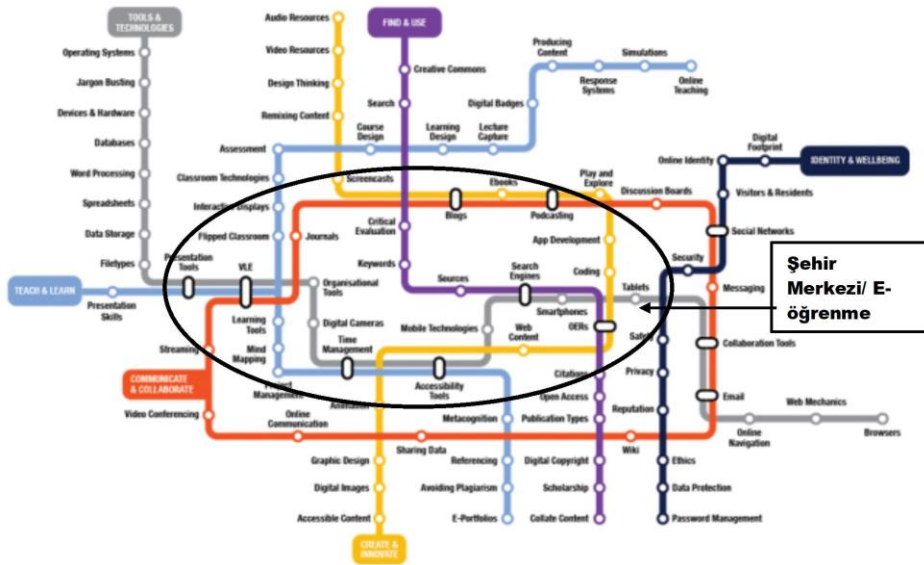 TOOLS &
TECHNOLOGIES
Operating Systems
Jargon Busting
Devices & Hardware
Databases
Word Processing
Spreadsheets
Data Storage
Filetypes
Presentation
Tools
VLE
TEACH & LEARN
Presentation
Skills
Audio Resources
Video Resources
Design Thinking
Remixing Content
Screencasts
FIND & USE
Creative Commons
Search
Critical
Evaluation
Keywords
Sources
Search
Engines
Assessment
Course
Design
Learning
Design
Lecture
Capture
Digital Badges
Producing
Content
Response
Systems
Simulations
Online
Teaching
Classroom Technologies
Interactive Displays
Flipped Classroom
Journals
Blogs
Ebooks
Podcasting
Play and
Explore
Discussion Boards
App Development
Coding
Online Identity
Digital
Footprint
IDENTITY & WELLBEING
Visitors & Residents
Social Networks
Security
Messaging
Şehir
Merkezi/ E-
öğrenme
Organisational
Tools
Digital Cameras
Time
Management
Mobile Technologies
Smartphones
Tablets
OERs
Web
Content
Learning
Tools
Mind
Mapping
Streaming
COMMUNICATE
& COLLABORATE
Video Conferencing
Management
Accessibility
Tools
Online
Communication
Sharing Data
Wiki
Safety
Privacy
Reputation
Ethics
Data Protection
Password Management
Collaboration Tools
Email
Online
Navigation
Web Mechanics
Browsers
Citations
Open Access
Publication Types
Digital Copyright
Scholarship
Collate Content
Metacognition
Referencing
Avoiding Plagiarism
E-Portfolios
Graphic Design
Digital Images
Accessible Content
CREATE &
INNOVATE